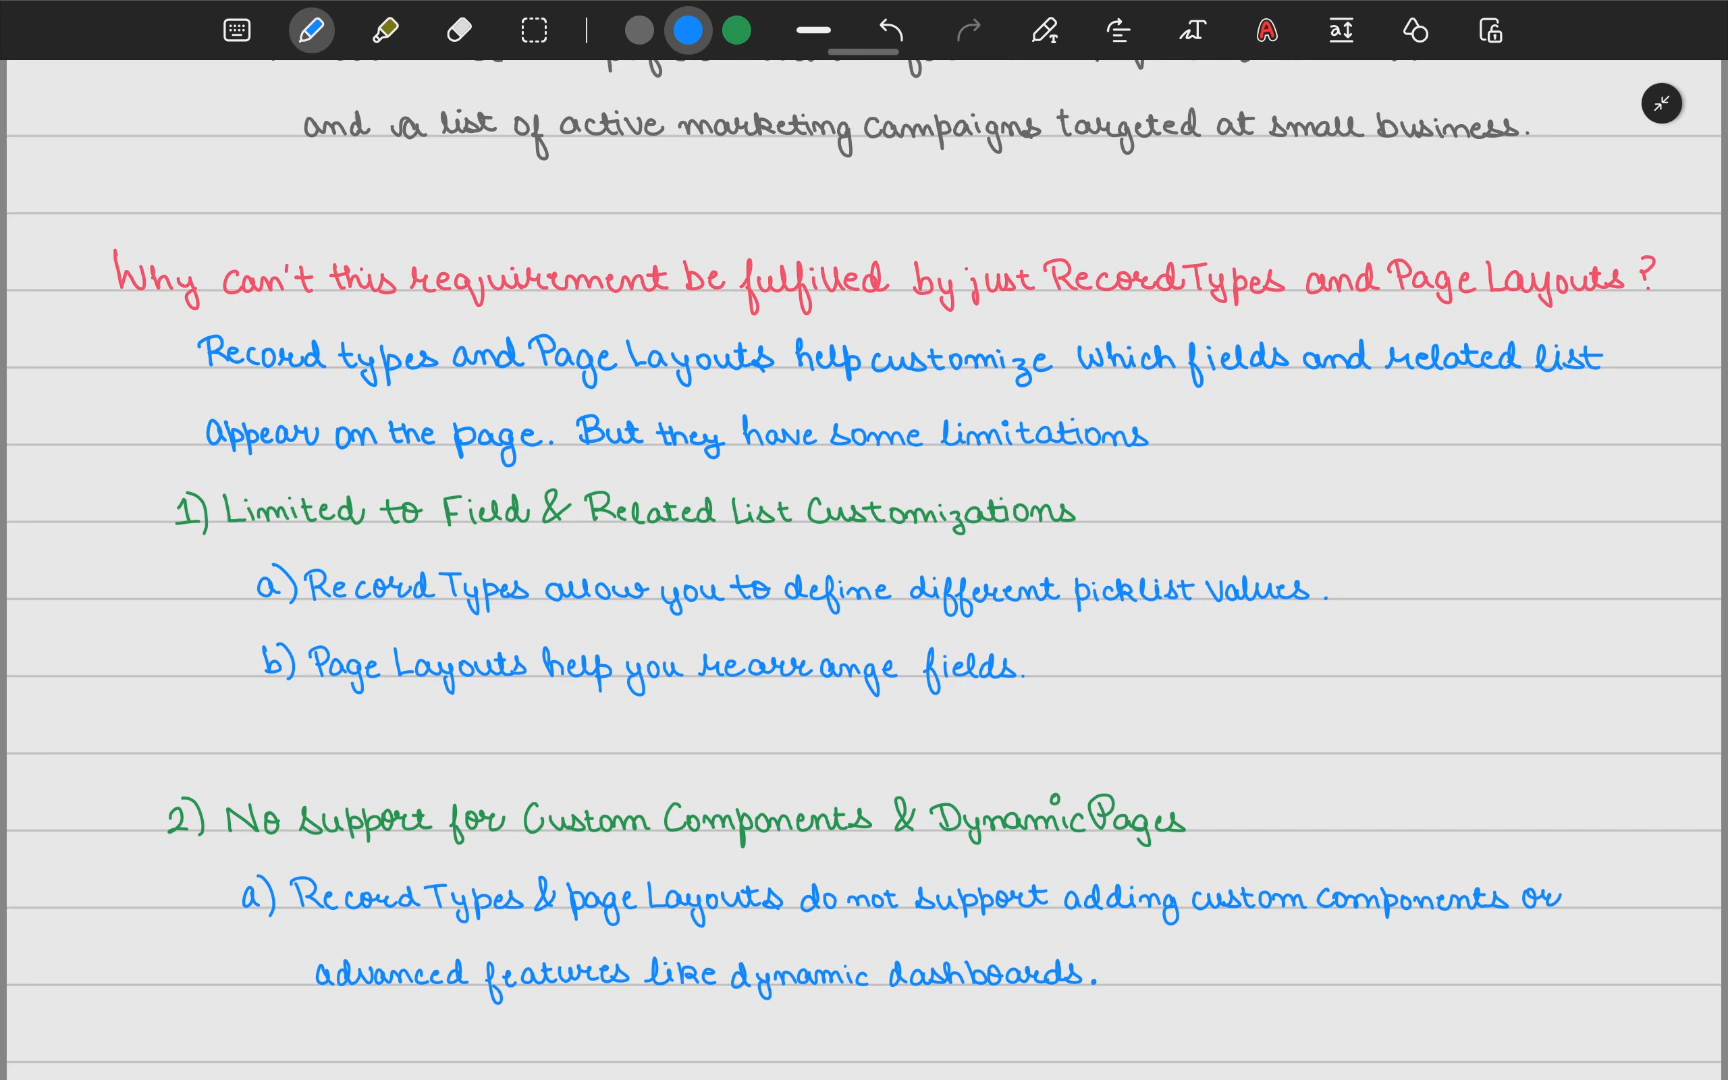 and a list of active marketing campaigns targeted at small business.
Why can't this requirement be fulfilled by just Record Types and Page Layouts?
Record types and Page Layouts help customize which fields and related list
appear on the page. But they have some limitations
1) Limited to Field & Related List Customizations
a) Record Types allow you to define different picklist values.
b) Page Layouts help you rearrange fields.
2) No support for Custom Components & Dynamic Pages
a) Record Types & page Layouts do not support adding custom components or
advanced features like dynamic dashboards.